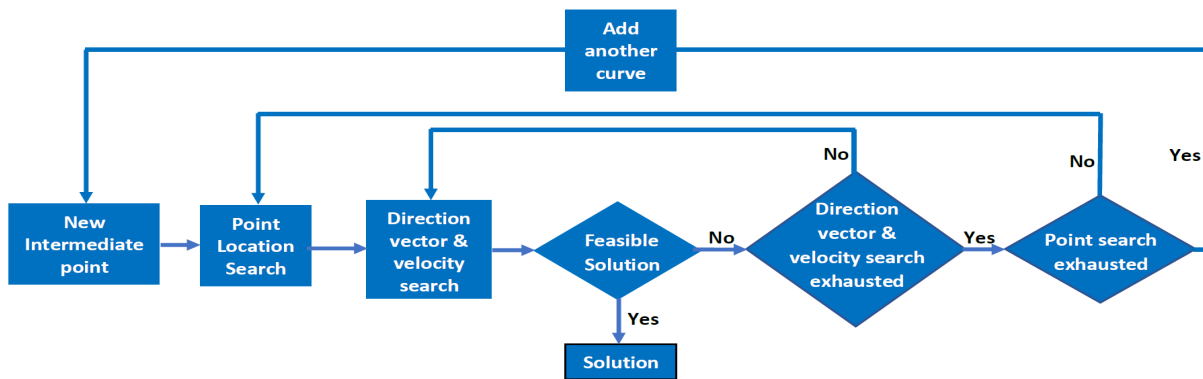 Add
another
curve
No
No
Yes
New
Intermediate
point
Point
Location
Search
Direction
vector &
velocity
search
Feasible
Solution
No
Direction
vector &
velocity search
exhausted
Yes
Point search
exhausted
Yes
Solution